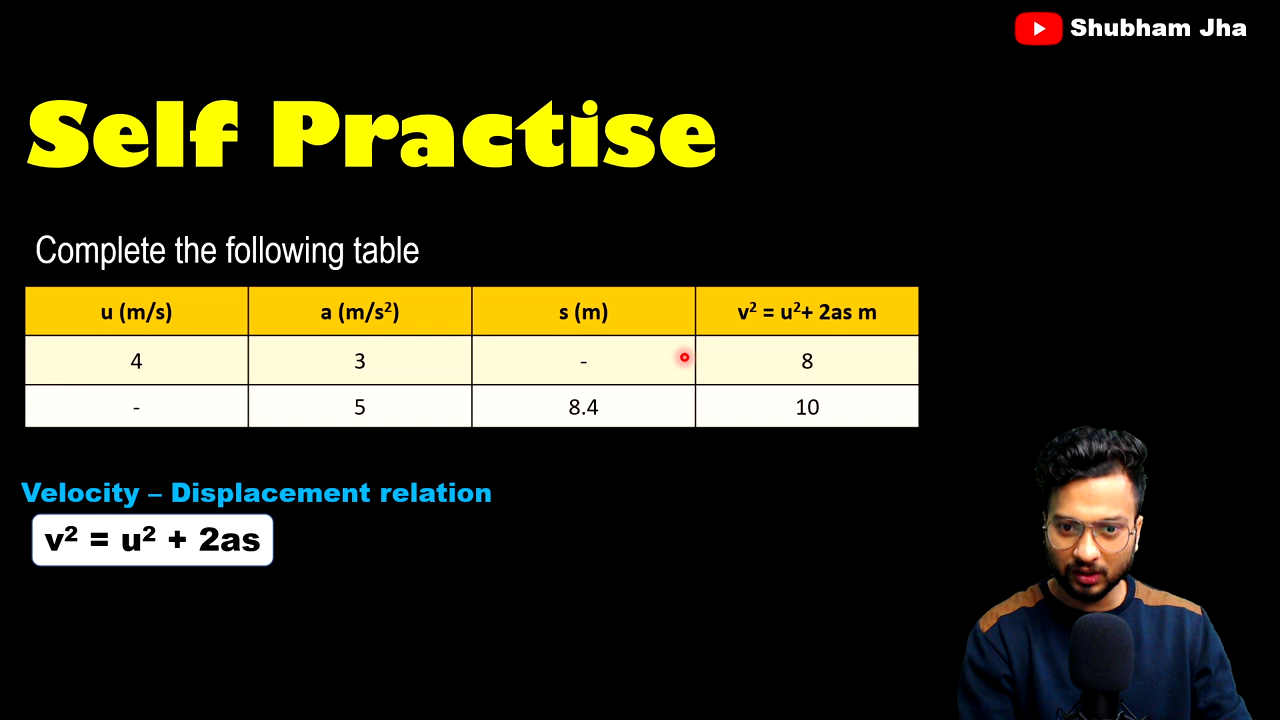 Shubham Jha
Self Practise
Complete the following table
u (m/s) a (m/s²) s (m) v² = u²+ 2as m
4 3 - 8
- 5 8.4 10
Velocity – Displacement relation
v² = u² + 2as